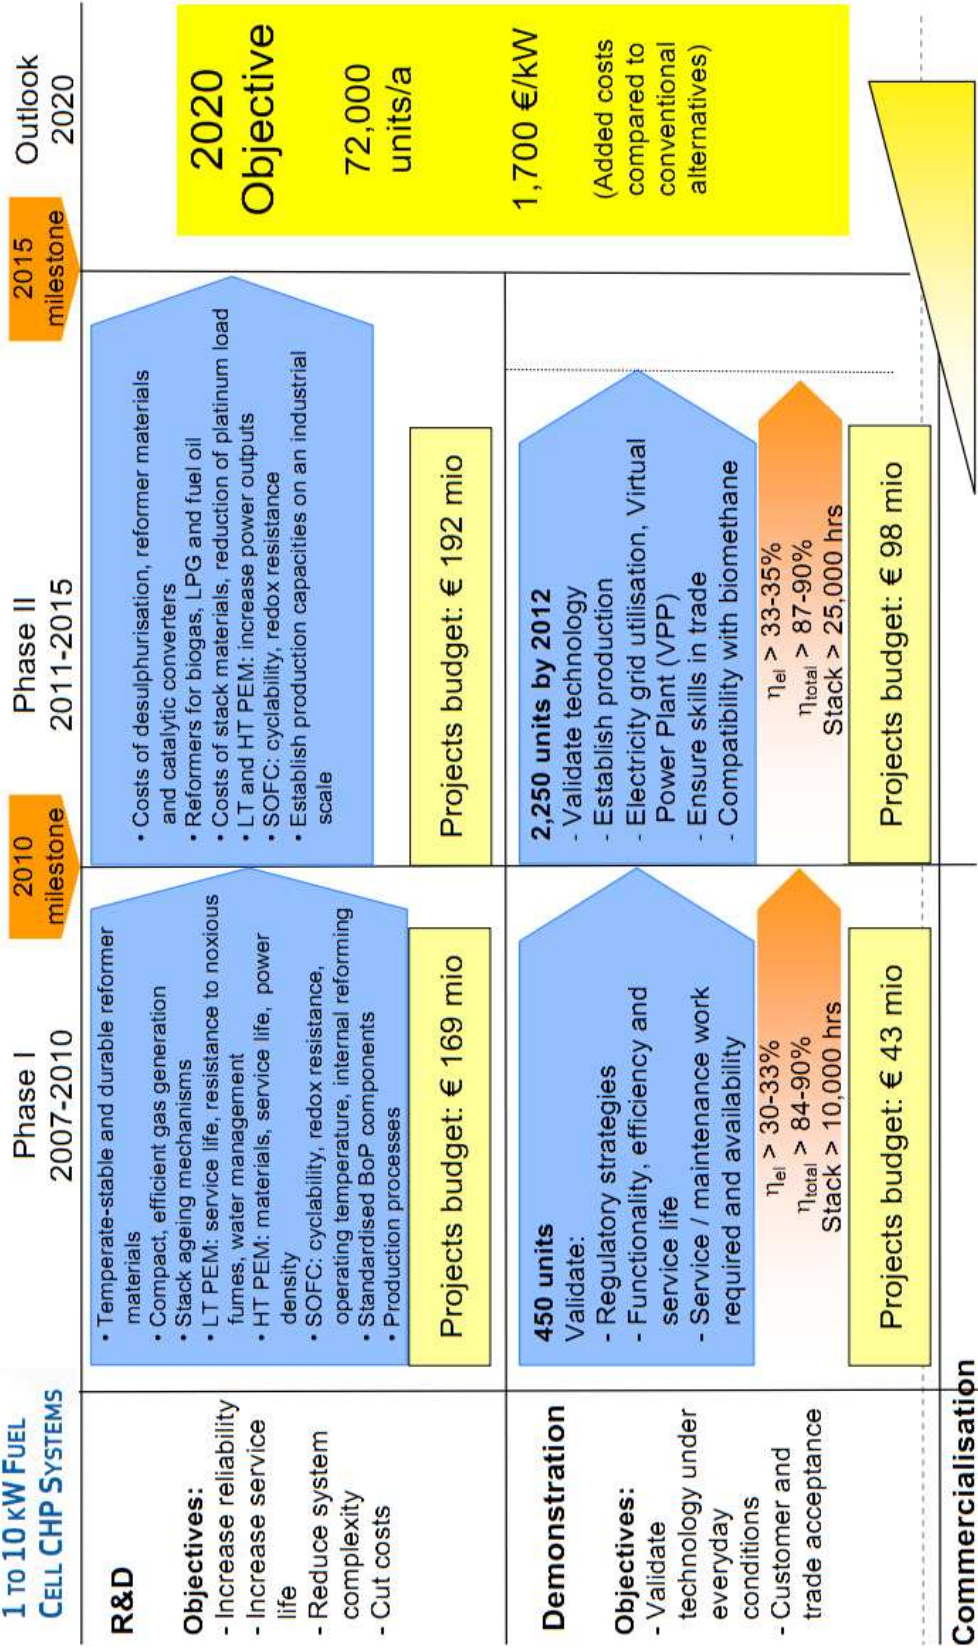 1 TO 10 KW FUEL
CELL CHP SYSTEMS
Phase I
2007-2010
2010
milestone
Phase II
2011-2015
2015
milestone
Outlook
2020
R&D
Objectives:
- Increase reliability
- Increase service
life
- Reduce system
complexity
- Cut costs
• Temperate-stable and durable reformer
materials
• Compact, efficient gas generation
• Stack ageing mechanisms
• LT PEM: service life, resistance to noxious
fumes, water management
• HT PEM: materials, service life, power
density
• SOFC: cyclability, redox resistance,
operating temperature, internal reforming
• Standardised BoP components
• Production processes
Projects budget: € 169 mio
• Costs of desulphurisation, reformer materials
and catalytic converters
• Reformers for biogas, LPG and fuel oil
• Costs of stack materials, reduction of platinum load
• LT and HT PEM: increase power outputs
• SOFC: cyclability, redox resistance
• Establish production capacities on an industrial
scale
Projects budget: € 192 mio
2020
Objective
72,000
units/a
1,700 €/kW
(Added costs
compared to
conventional
alternatives)
Demonstration
Objectives:
- Validate
technology under
everyday
conditions
- Customer and
trade acceptance
450 units
Validate:
- Regulatory strategies
- Functionality, efficiency and
service life
- Service / maintenance work
required and availability
ηel > 30-33%
ηtotal > 84-90%
Stack > 10,000 hrs
Projects budget: € 43 mio
2,250 units by 2012
- Validate technology
- Establish production
- Electricity grid utilisation, Virtual
Power Plant (VPP)
- Ensure skills in trade
- Compatibility with biomethane
ηel > 33-35%
ηtotal > 87-90%
Stack > 25,000 hrs
Projects budget: € 98 mio
Commercialisation